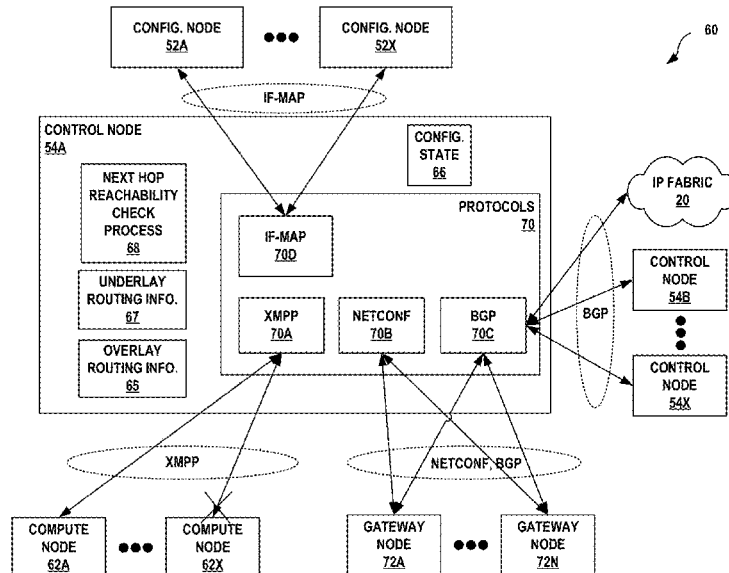 CONFIG. NODE
52A
CONFIG. NODE
52X
60
IF-MAP
CONTROL NODE
54A
CONFIG.
STATE
66
NEXT HOP
REACHABILITY
CHECK
PROCESS
68
PROTOCOLS
70
IF-MAP
70D
IP FABRIC
20
UNDERLAY
ROUTING INFO.
67
XMPP
70A
NETCONF
70B
BGP
70C
BGP
CONTROL
NODE
54B
OVERLAY
ROUTING INFO.
65
CONTROL
NODE
54X
XMPP
NETCONF, BGP
COMPUTE NODE
62A
COMPUTE
NODE
62X
GATEWAY
NODE
72A
GATEWAY
NODE
72N